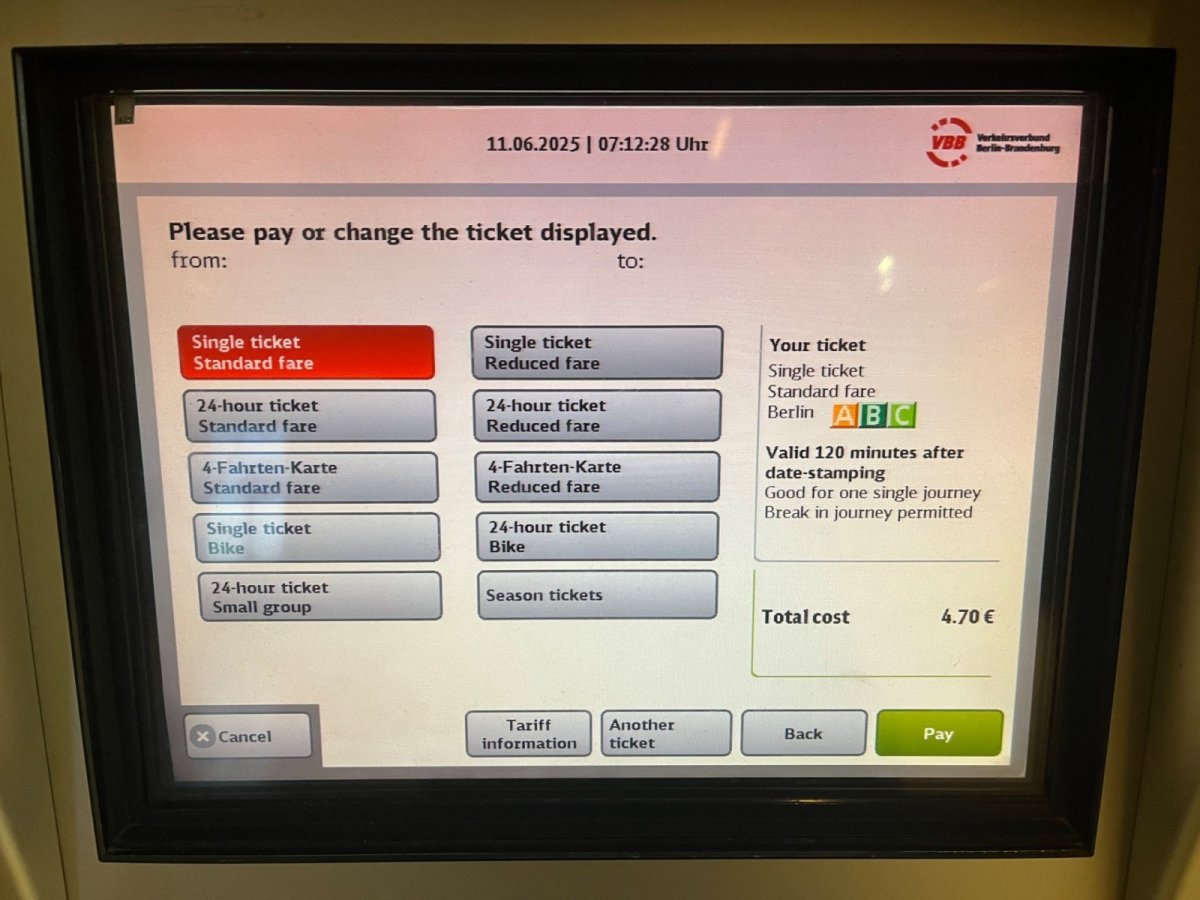 11.06.2025 | 07:12:28 Uhr
VBB
Verkehrsverbund
Berlin-Brandenburg
Please pay or change the ticket displayed.
from:
to:
Single ticket
Standard fare
Single ticket
Reduced fare
24-hour ticket
Standard fare
24-hour ticket
Reduced fare
4-Fahrten-Karte
Standard fare
4-Fahrten-Karte
Reduced fare
Single ticket
Bike
24-hour ticket
Bike
24-hour ticket
Small group
Season tickets
Your ticket
Single ticket
Standard fare
Berlin ABC
Valid 120 minutes after
date-stamping
Good for one single journey
Break in journey permitted
Total cost 4.70 €
Cancel
Tariff
information
Another
ticket
Back
Pay